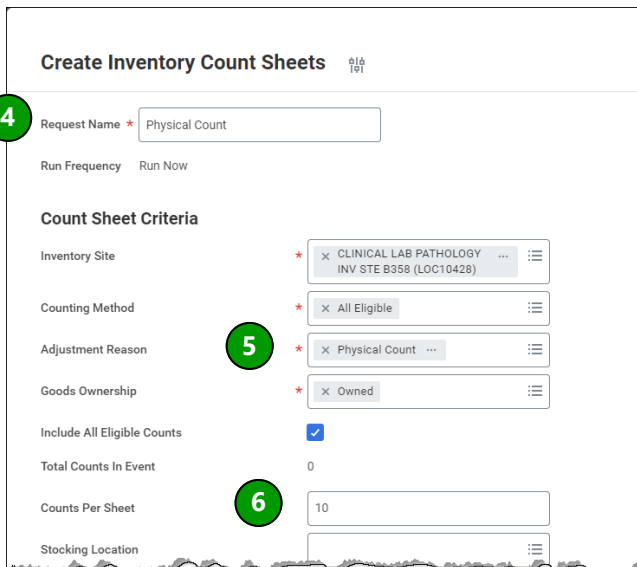 Create Inventory Count Sheets
4
Request Name * Physical Count
Run Frequency Run Now
Count Sheet Criteria
Inventory Site * × CLINICAL LAB PATHOLOGY ...
INV STE B358 (LOC10428)
Counting Method * × All Eligible
Adjustment Reason 5 * × Physical Count ...
Goods Ownership * × Owned
Include All Eligible Counts
Total Counts In Event 0
Counts Per Sheet 6 10
Stocking Location